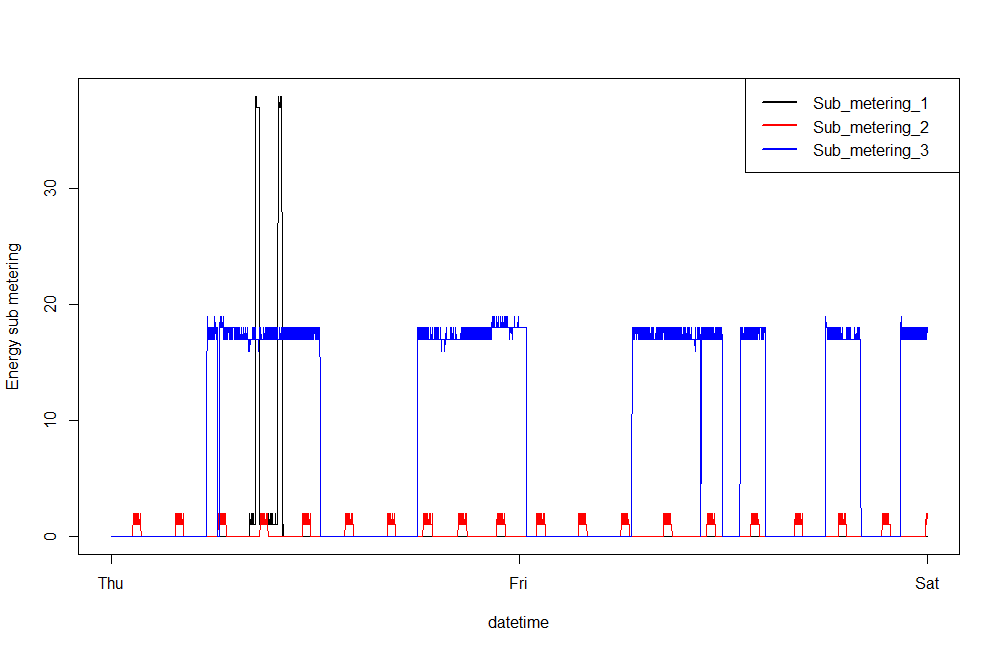 Sub_metering_1
Sub_metering_2
Sub_metering_3
Energy sub metering
30
20
10
0
Thu
Fri
Sat
datetime